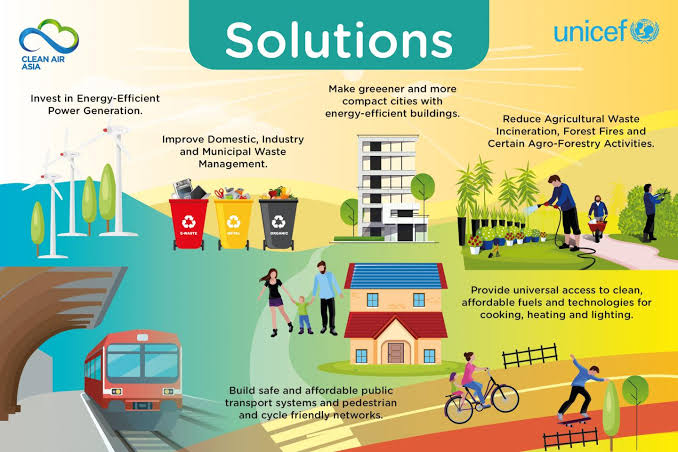 Solutions
CLEAN AIR
ASIA
unicef
Invest in Energy-Efficient
Power Generation.
Improve Domestic, Industry
and Municipal Waste
Management.
Make greeener and more
compact cities with
energy-efficient buildings.
Reduce Agricultural Waste
Incineration, Forest Fires and
Certain Agro-Forestry Activities.
E-WASTE
METAL
ORGANIC
Provide universal access to clean,
affordable fuels and technologies for
cooking, heating and lighting.
Build safe and affordable public
transport systems and pedestrian
and cycle friendly networks.